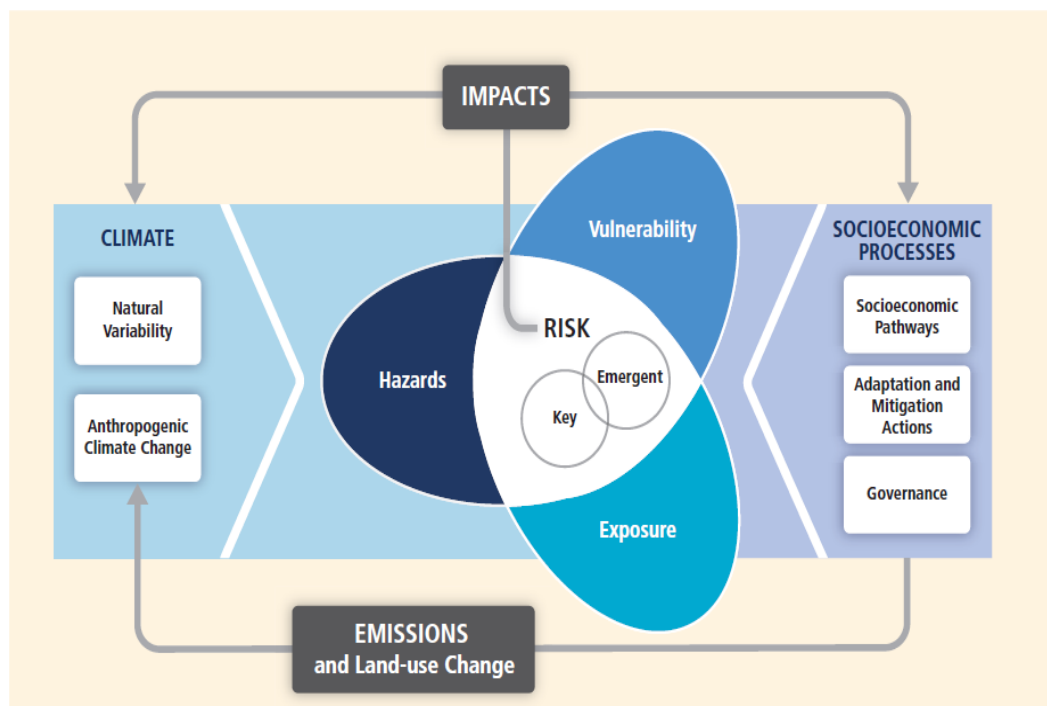 IMPACTS
CLIMATE
Natural
Variability
Anthropogenic
Climate Change
Hazards
Vulnerability
RISK
Emergent
Key
Exposure
SOCIOECONOMIC
PROCESSES
Socioeconomic
Pathways
Adaptation and
Mitigation
Actions
Governance
EMISSIONS
and Land-use Change